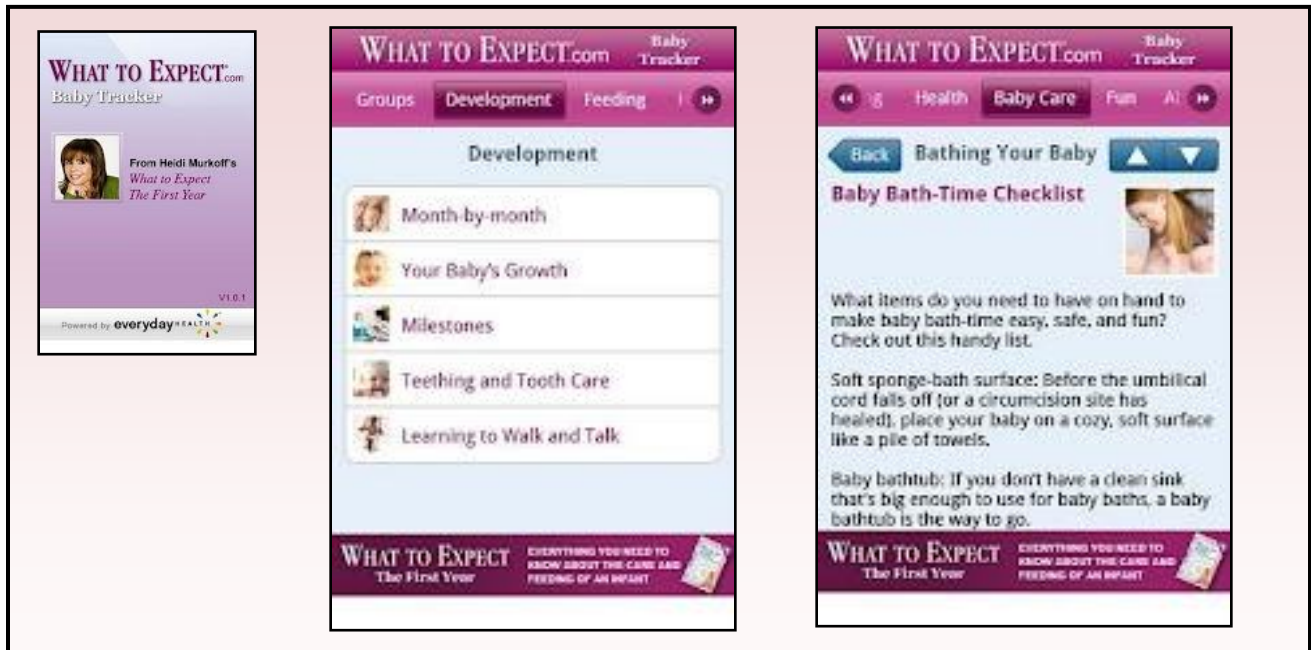 WHAT TO EXPECT.com
Baby Tracker
From Heidi Murkoff's
What to Expect
The First Year
V1.0.1
Powered by everyday HEALTH
WHAT TO EXPECT.com Baby Tracker
Groups Development Feeding
Development
Month-by-month
Your Baby's Growth
Milestones
Teething and Tooth Care
Learning to Walk and Talk
WHAT TO EXPECT
The First Year
EVERYTHING YOU NEED TO
KNOW ABOUT THE CARE AND
FEEDING OF AN INFANT
WHAT TO EXPECT.com Baby Tracker
Health Baby Care Fun
Back Bathing Your Baby
Baby Bath-Time Checklist
What items do you need to have on hand to
make baby bath-time easy, safe, and fun?
Check out this handy list.
Soft sponge-bath surface: Before the umbilical
cord falls off (or a circumcision site has
healed), place your baby on a cozy, soft surface
like a pile of towels.
Baby bathtub: If you don't have a clean sink
that's big enough to use for baby baths, a baby
bathtub is the way to go.
WHAT TO EXPECT
The First Year
EVERYTHING YOU NEED TO
KNOW ABOUT THE CARE AND
FEEDING OF AN INFANT